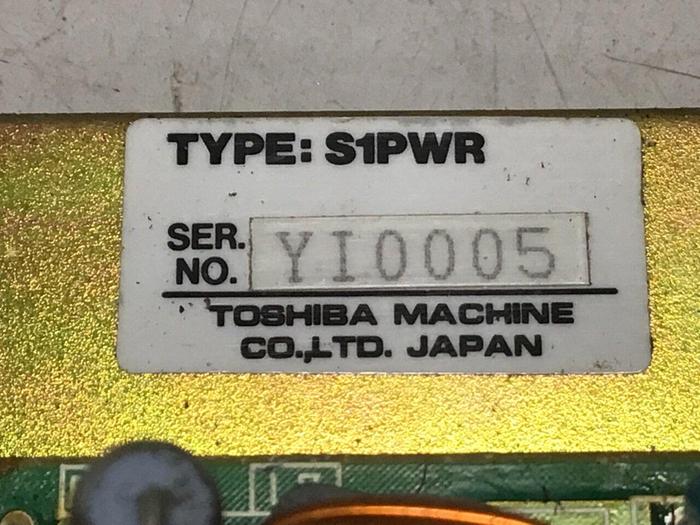 TYPE: S1PWR
SER. NO. YI0005
TOSHIBA MACHINE
CO.,LTD. JAPAN